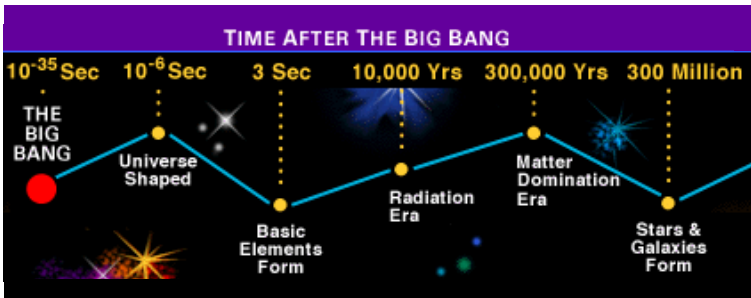 TIME AFTER THE BIG BANG
10-35 Sec 10-6 Sec 3 Sec 10,000 Yrs 300,000 Yrs 300 Million
THE
BIG
BANG
Universe
Shaped
Basic
Elements
Form
Radiation
Era
Matter
Domination
Era
Stars &
Galaxies
Form